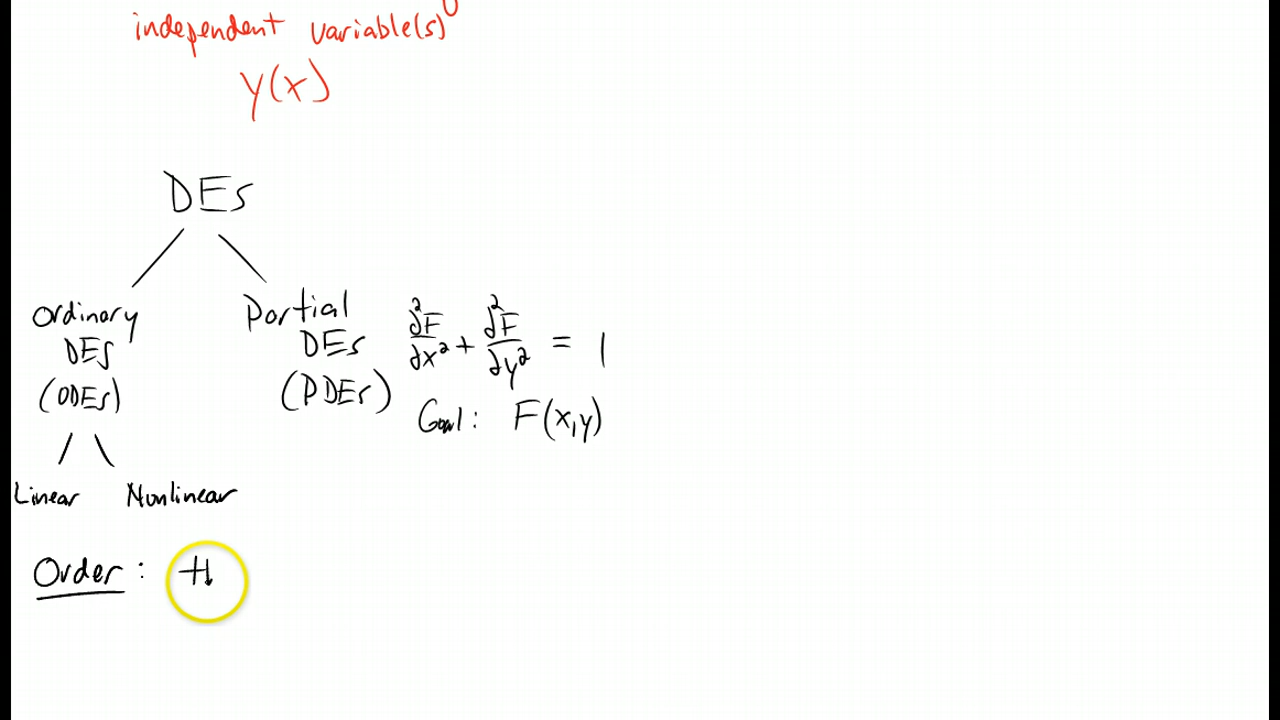 independent variable(s)
y(x)
DEs
Ordinary
DES
(ODEs)
Partial
DEs
(PDEs)
∂²F/∂x² + ∂²F/∂y² = 1
Goal: F(x,y)
Linear Nonlinear
Order: